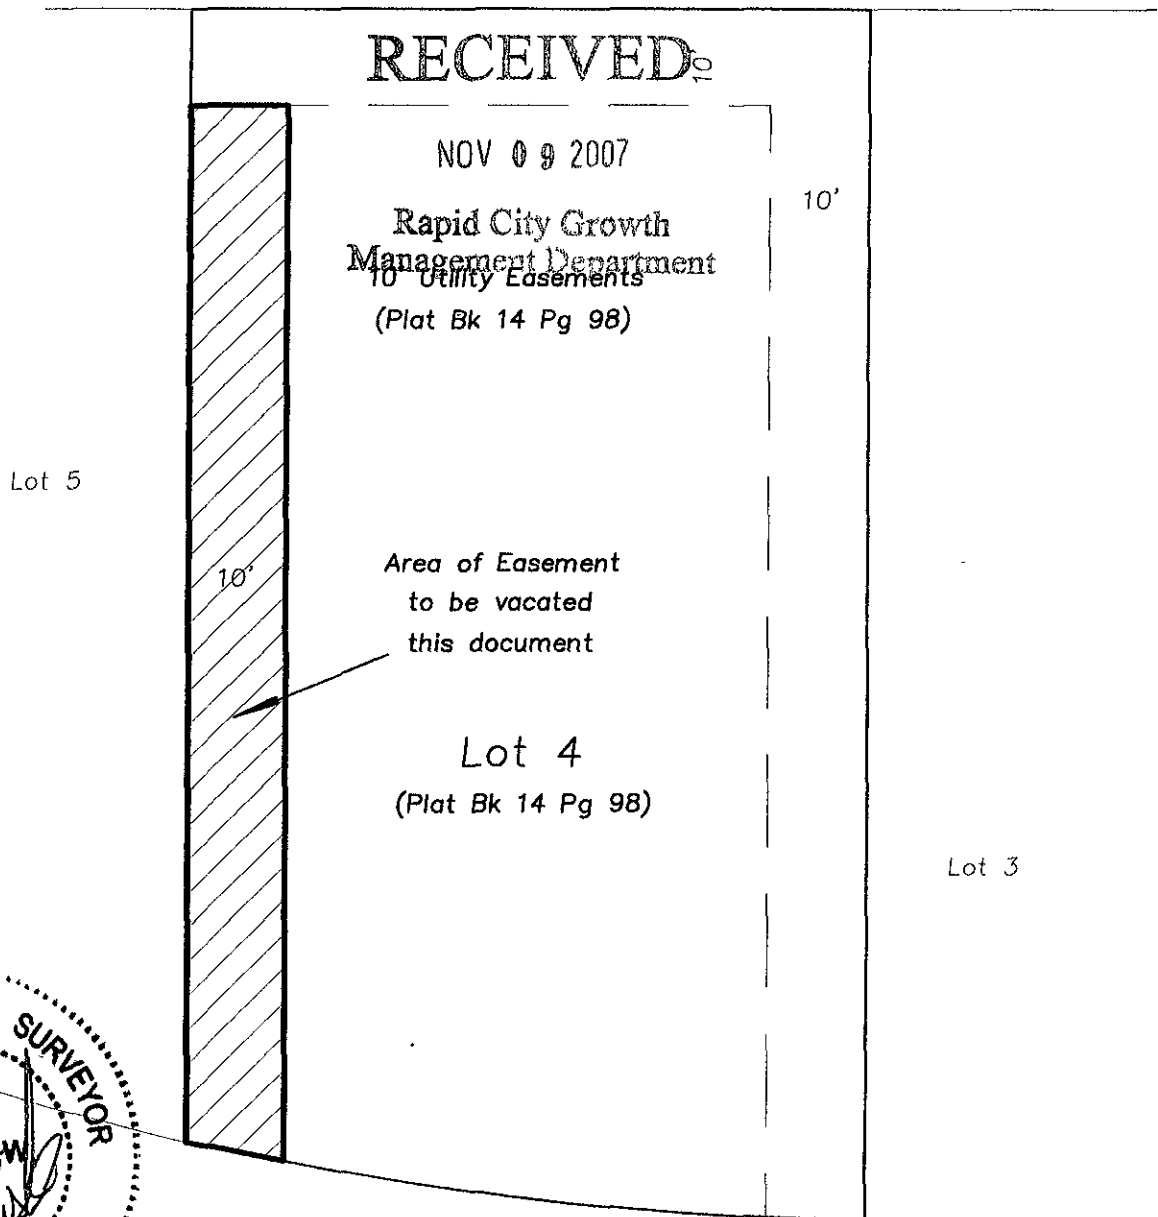 RECEIVED
10'
NOV 09 2007
10'
Rapid City Growth
Management Department
10' Utility Easements
(Plat Bk 14 Pg 98)
Lot 5
10'
Area of Easement
to be vacated
this document
Lot 4
(Plat Bk 14 Pg 98)
Lot 3
SURVEYOR